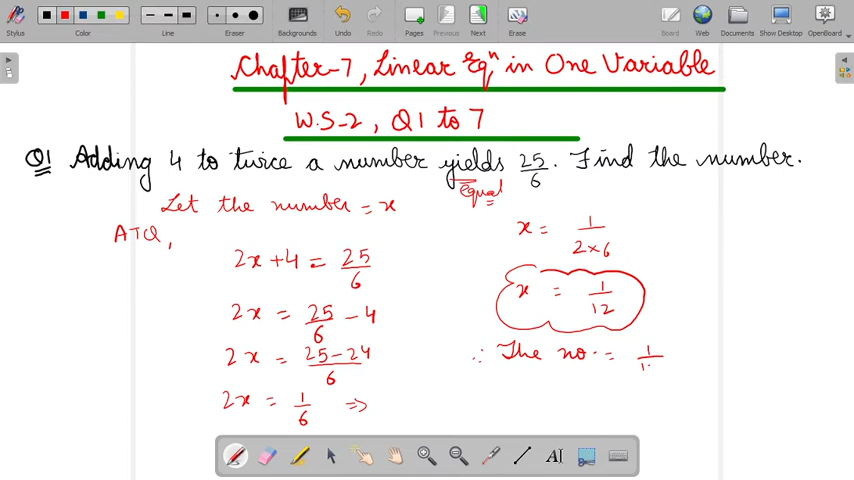 Stylus Color Line Eraser Backgrounds Undo Redo Pages Previous Next Erase Board Web Documents Show Desktop OpenBoard
Chapter-7, Linear Eqⁿ in One Variable
W.S-2, Q1 to 7
Q1 Adding 4 to twice a number yields 25/6. Find the number.
equal
Let the number = x
ATQ,
2x + 4 = 25/6
2x = 25/6 - 4
2x = 25-24/6
2x = 1/6 ⇒
x = 1/2×6
x = 1/12
∴ The no. = 1/1
AI